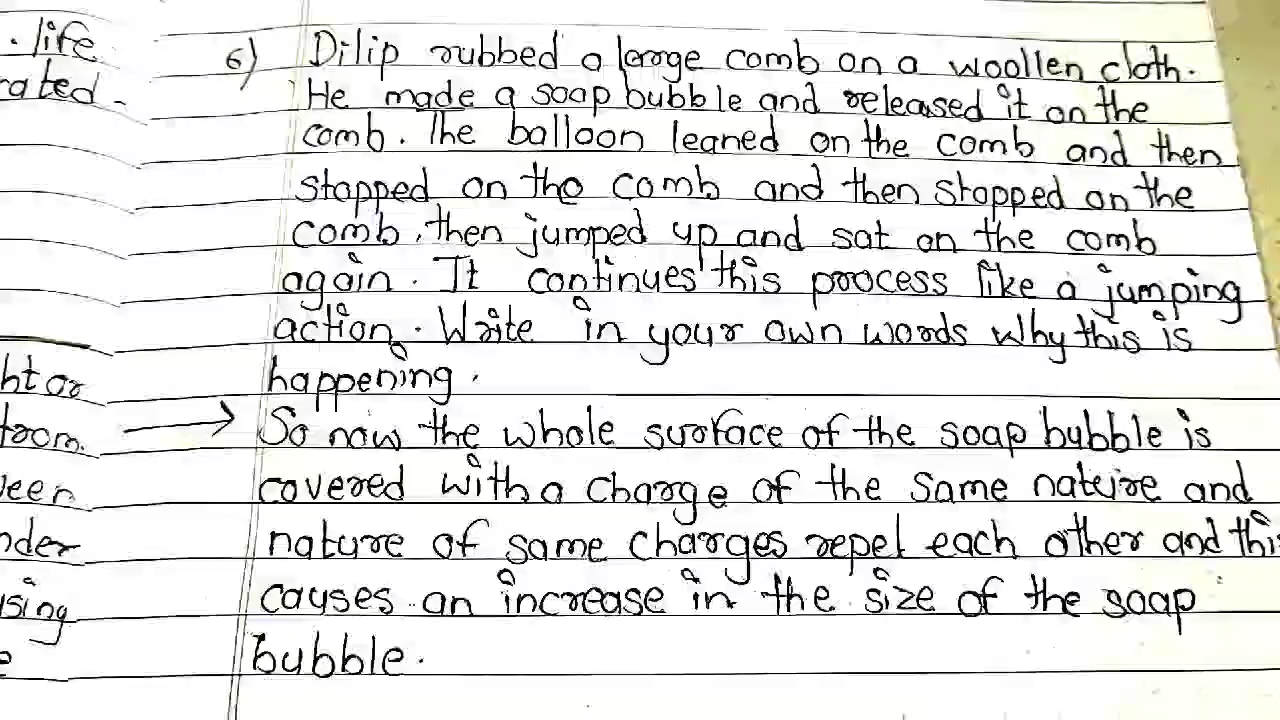 . life
rated.
6) Dilip rubbed a large comb on a woollen cloth.
He made a soap bubble and released it on the
comb. The balloon leaned on the comb and then
stopped on the comb and then stopped on the
comb, then jumped up and sat on the comb
again. It continues this process like a jumping
action. Write in your own words why this is
happening.
ht or
→ So now the whole surface of the soap bubble is
covered with a charge of the same nateire and
nature of same charges repel each other and this
causes an increase in the size of the soap
bubble.